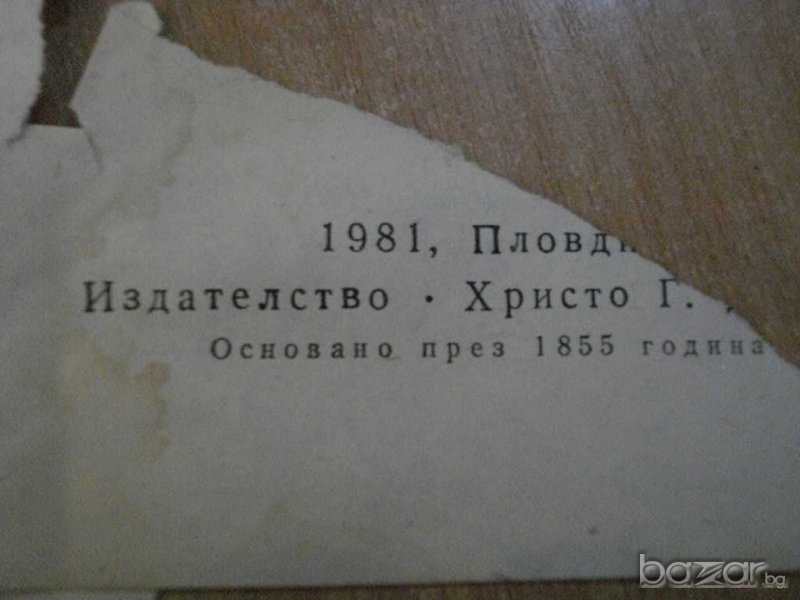 1981, Пловди
Издателство · Христо Г.
Основано през 1855 година
bazar.bg